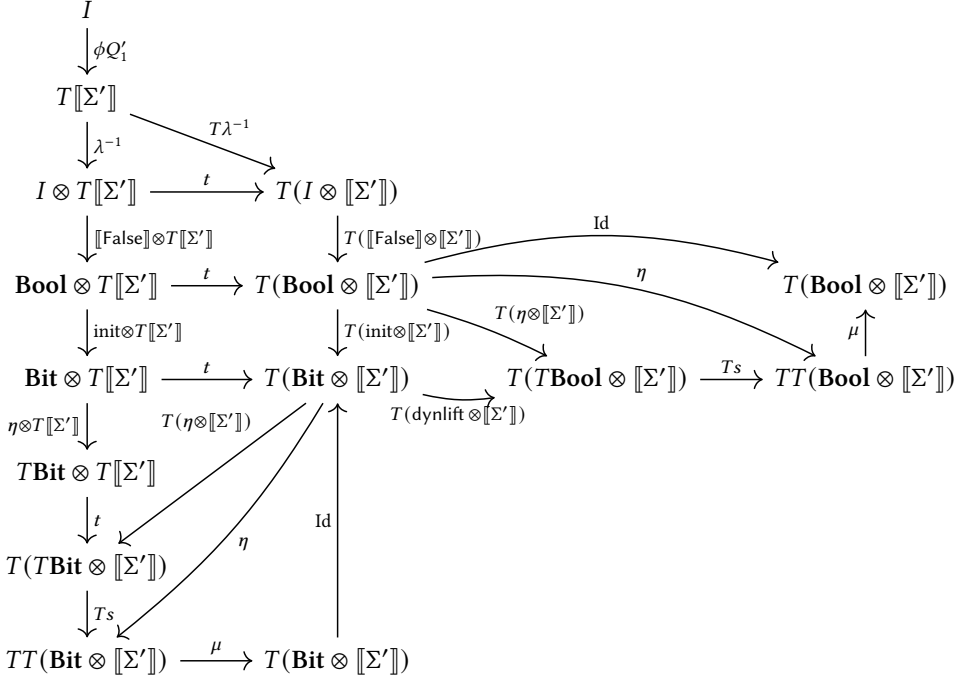 I
ϕQ′₁
T⟦Σ′⟧
λ⁻¹
Tλ⁻¹
I ⊗ T⟦Σ′⟧
t
T(I ⊗ ⟦Σ′⟧)
⟦False⟧⊗T⟦Σ′⟧
T(⟦False⟧⊗⟦Σ′⟧)
Id
Bool ⊗ T⟦Σ′⟧
t
T(Bool ⊗ ⟦Σ′⟧)
η
T(Bool ⊗ ⟦Σ′⟧)
init⊗T⟦Σ′⟧
T(init⊗⟦Σ′⟧)
T(η⊗⟦Σ′⟧)
μ
Bit ⊗ T⟦Σ′⟧
t
T(Bit ⊗ ⟦Σ′⟧)
T(TBool ⊗ ⟦Σ′⟧)
Ts
TT(Bool ⊗ ⟦Σ′⟧)
η⊗T⟦Σ′⟧
T(η⊗⟦Σ′⟧)
T(dynlift ⊗⟦Σ′⟧)
TBit ⊗ T⟦Σ′⟧
t
η
Id
T(TBit ⊗ ⟦Σ′⟧)
Ts
TT(Bit ⊗ ⟦Σ′⟧)
μ
T(Bit ⊗ ⟦Σ′⟧)